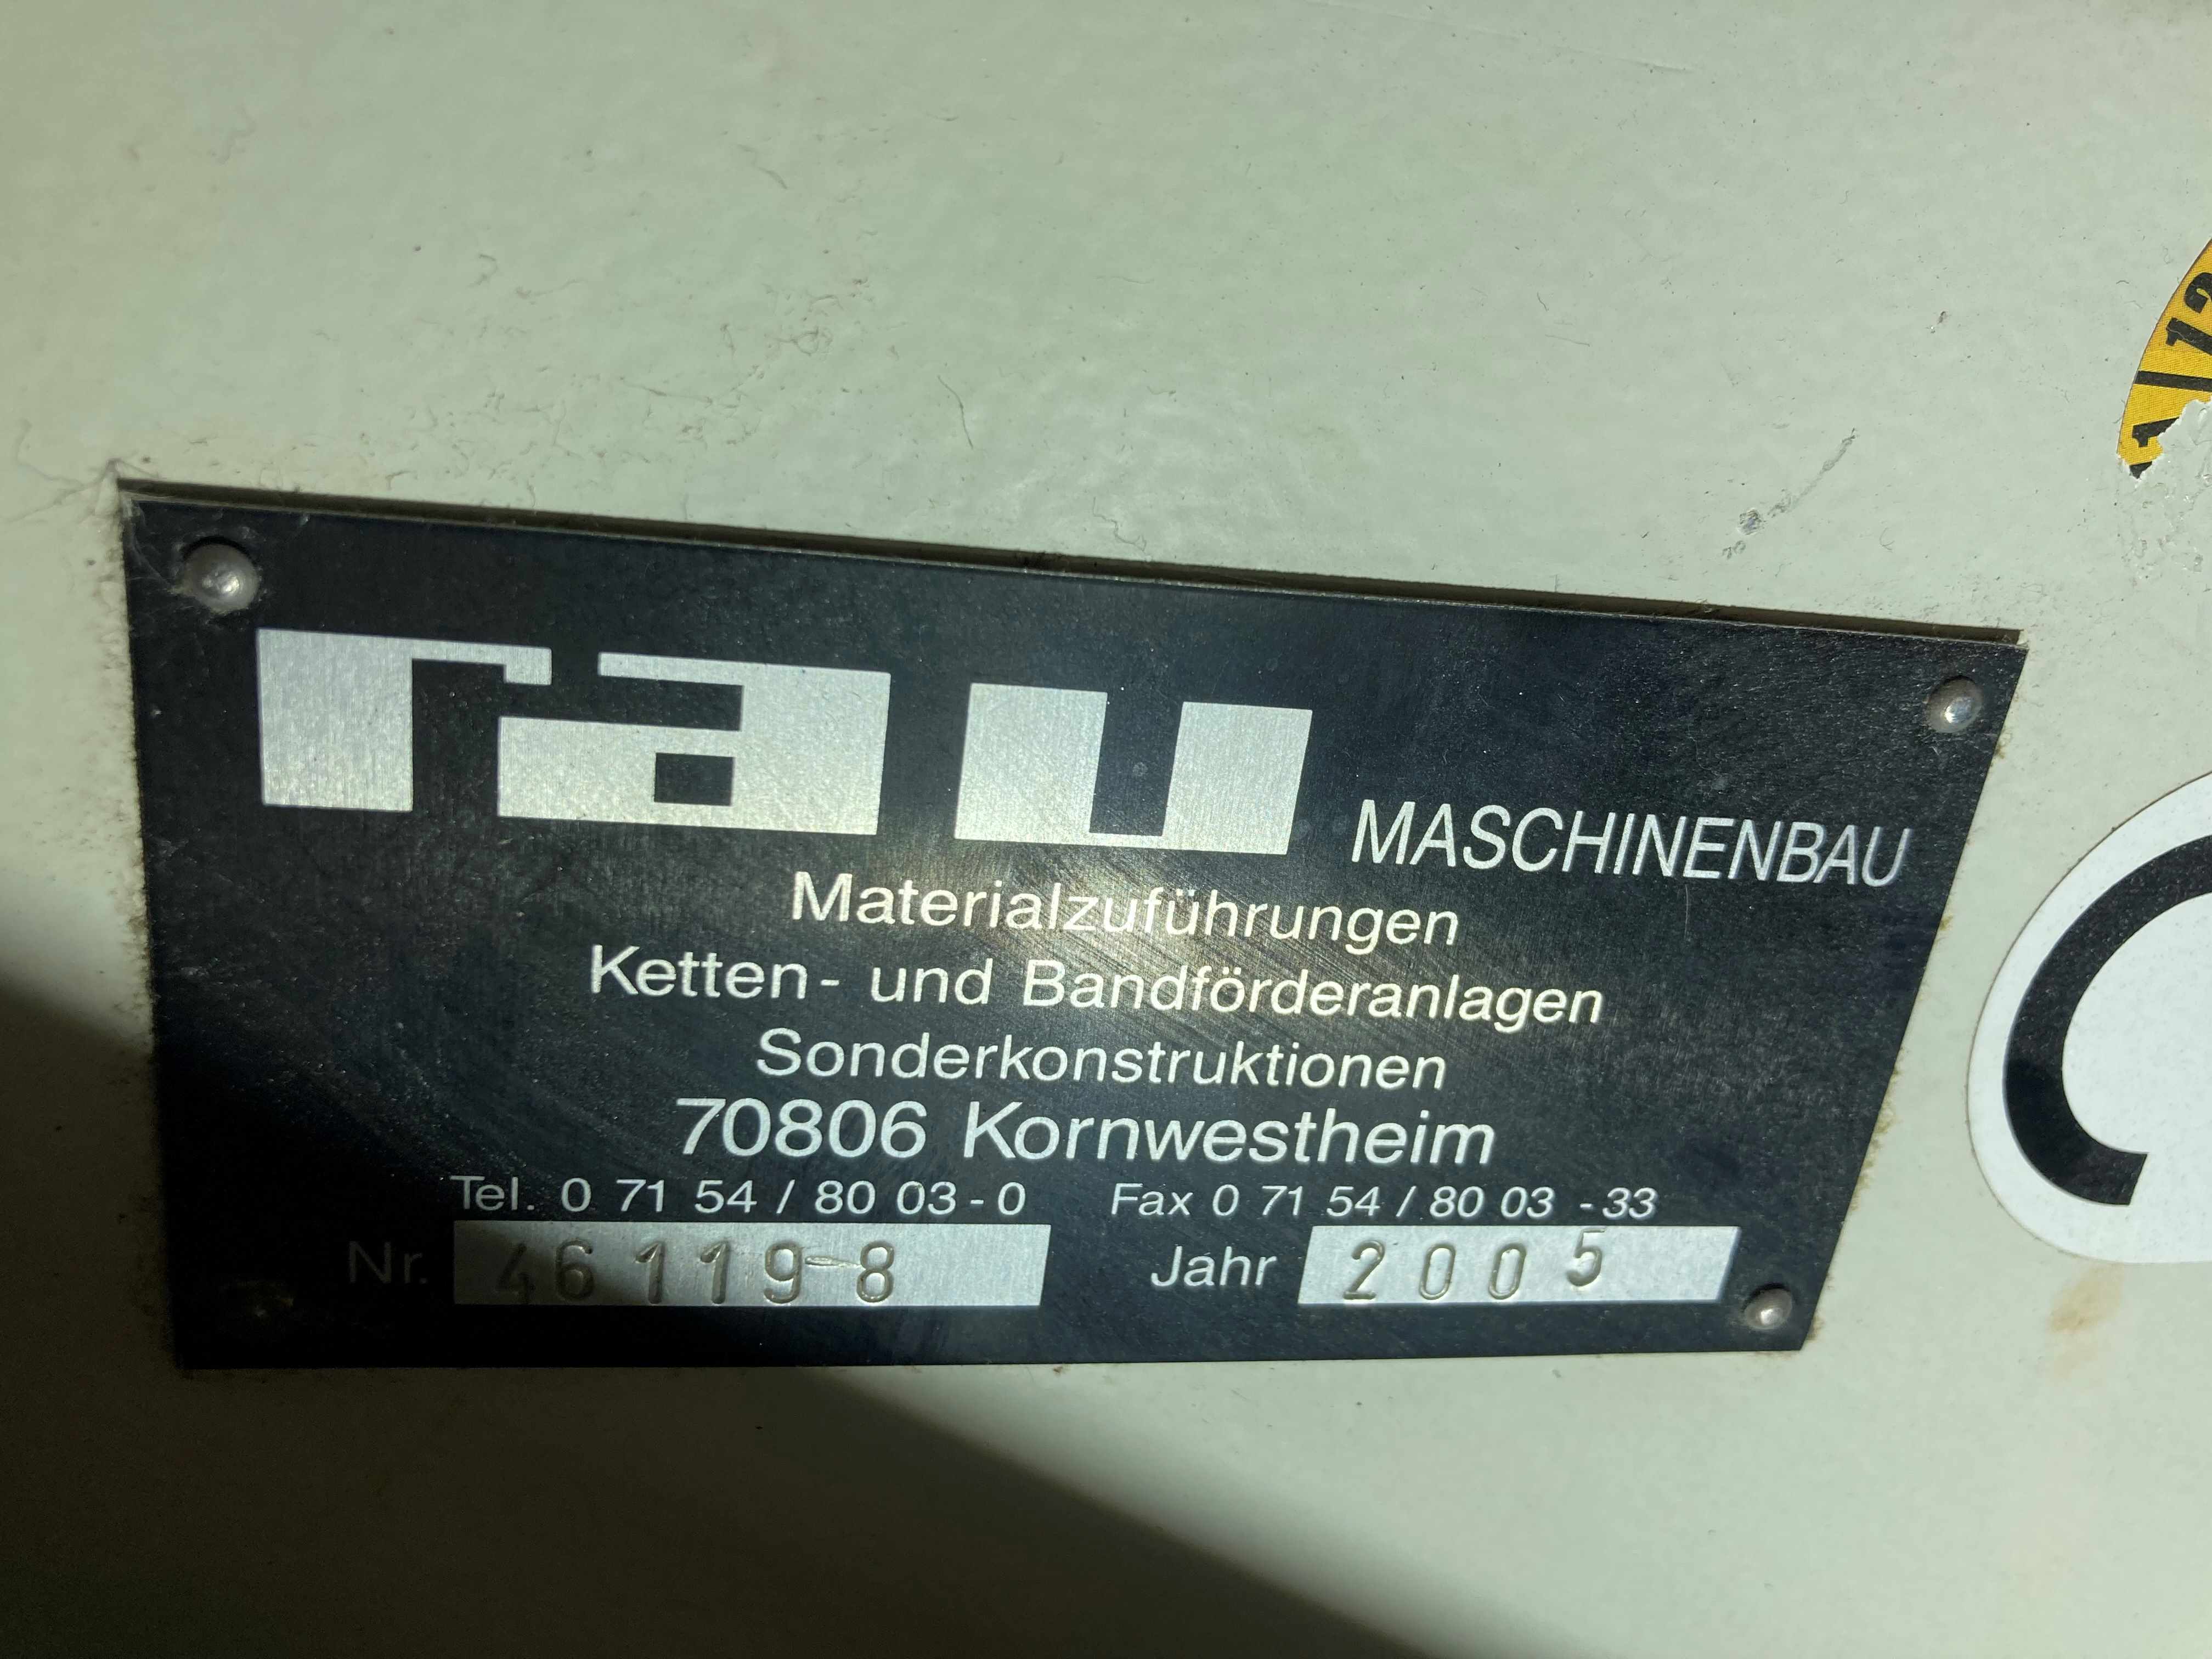 rau MASCHINENBAU
Materialzuführungen
Ketten- und Bandförderanlagen
Sonderkonstruktionen
70806 Kornwestheim
Tel. 0 71 54 / 80 03 - 0 Fax 0 71 54 / 80 03 - 33
Nr. 46119-8 Jahr 2005